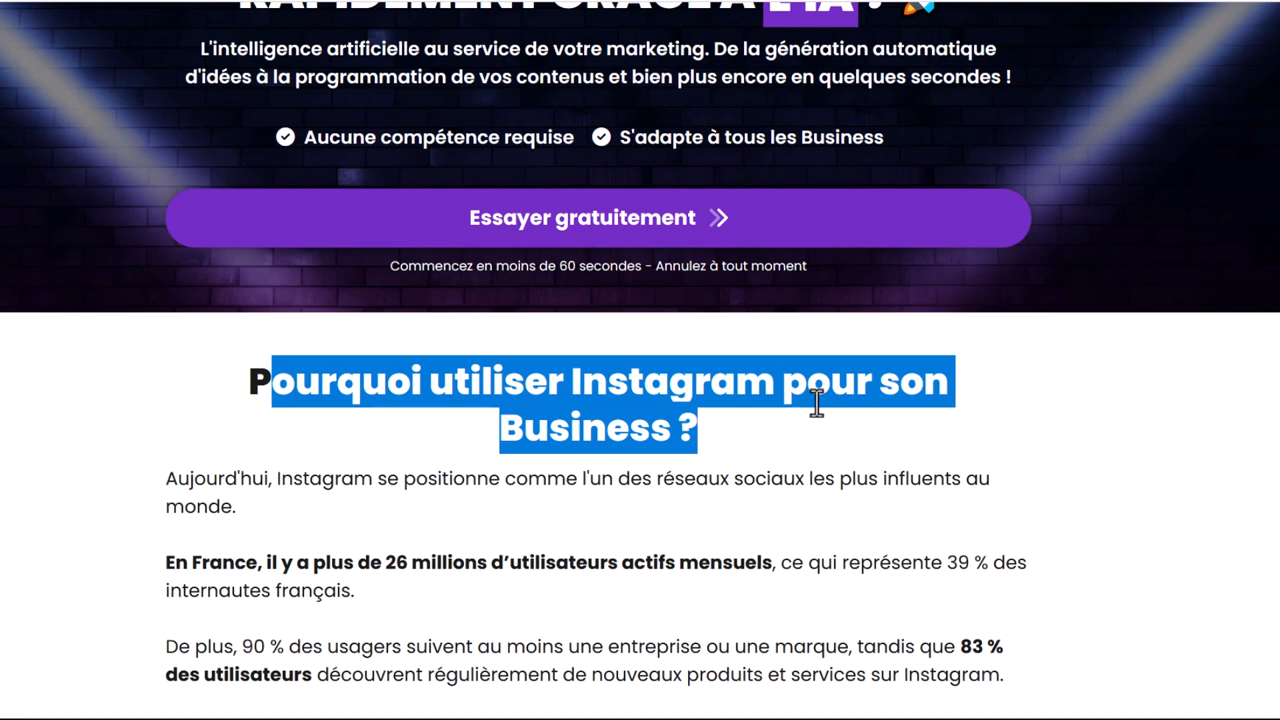 RAPIDEMENT GRÂCE À L'IA !
L'intelligence artificielle au service de votre marketing. De la génération automatique
d'idées à la programmation de vos contenus et bien plus encore en quelques secondes !
Aucune compétence requise S'adapte à tous les Business
Essayer gratuitement
Commencez en moins de 60 secondes - Annulez à tout moment
Pourquoi utiliser Instagram pour son
Business ?
Aujourd'hui, Instagram se positionne comme l'un des réseaux sociaux les plus influents au
monde.
En France, il y a plus de 26 millions d’utilisateurs actifs mensuels, ce qui représente 39 % des
internautes français.
De plus, 90 % des usagers suivent au moins une entreprise ou une marque, tandis que 83 %
des utilisateurs découvrent régulièrement de nouveaux produits et services sur Instagram.